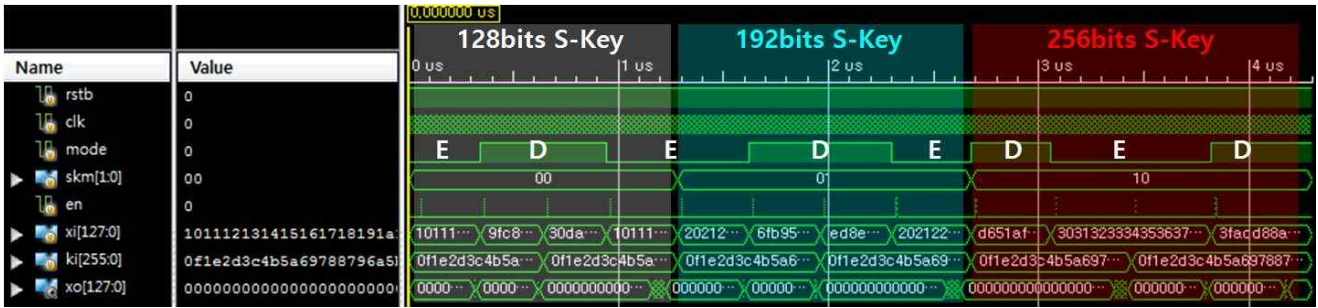 0.000000 us
128bits S-Key 192bits S-Key 256bits S-Key
Name Value 0 us 1 us 2 us 3 us 4 us
rstb 0
clk 0
mode 0 E D E D E D E D
skm[1:0] 00 00 01 10
en 0
xi[127:0] 101112131415161718191a 10111··· 9fc8··· 30da··· 10111··· 20212··· 6fb95··· ed8e··· 202122··· d651af··· 3031323334353637··· 3facd88a···
ki[255:0] 0f1e2d3c4b5a69788796a5 0f1e2d3c4b5a··· 0f1e2d3c4b5a··· 0f1e2d3c4b5a6··· 0f1e2d3c4b5a69··· 0f1e2d3c4b5a697··· 0f1e2d3c4b5a697887···
xo[127:0] 0000000000000000000000 0000··· 0000··· 0000000000··· 000000··· 00000··· 000000000000··· 00000000000000··· 000000··· 000000···